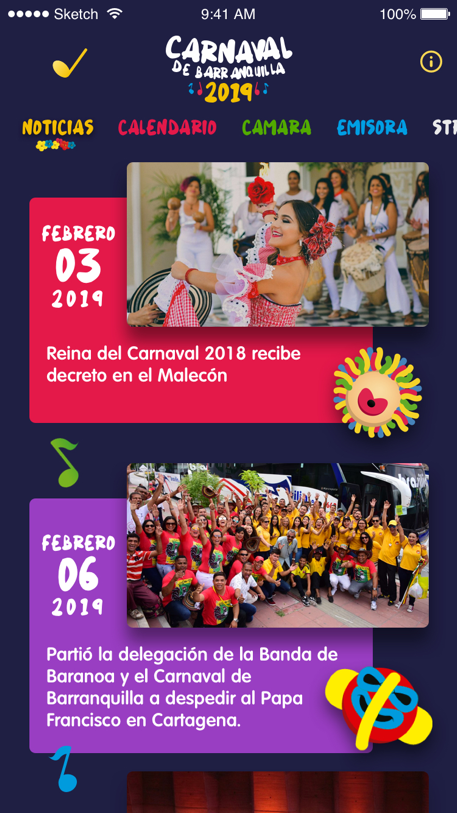 Sketch 9:41 AM 100%
CARNAVAL
DE BARRANQUILLA
2019
NOTICIAS CALENDARIO CAMARA EMISORA STR
FEBRERO
03
2019
Reina del Carnaval 2018 recibe
decreto en el Malecón
FEBRERO
06
2019
Partió la delegación de la Banda de
Baranoa y el Carnaval de
Barranquilla a despedir al Papa
Francisco en Cartagena.